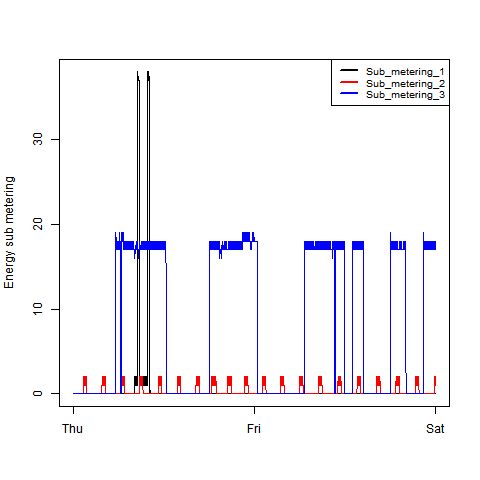 Sub_metering_1
Sub_metering_2
Sub_metering_3
Energy sub metering
30
20
10
0
Thu Fri Sat